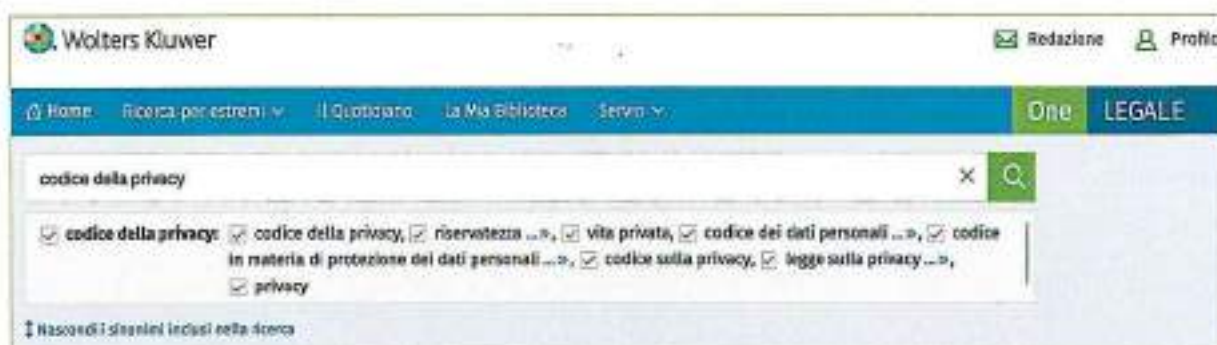 Wolters Kluwer
Redazione Profilo
Home Ricerca per estremi Il Quotidiano La Mia Biblioteca Servizi
One LEGALE
codice della privacy
codice della privacy: codice della privacy, riservatezza ...», vita privata, codice dei dati personali ...», codice
in materia di protezione dei dati personali ...», codice sulla privacy, legge sulla privacy ...»,
privacy
Nascondi i sinonimi inclusi nella ricerca